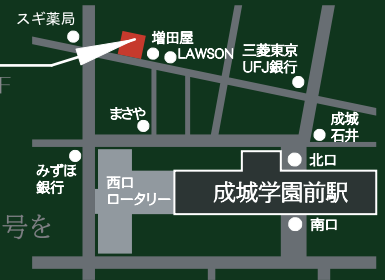 スギ薬局
増田屋
LAWSON
三菱東京
UFJ銀行
まさや
成城
石井
みずほ
銀行
西口
ロータリー
北口
成城学園前駅
南口
号を